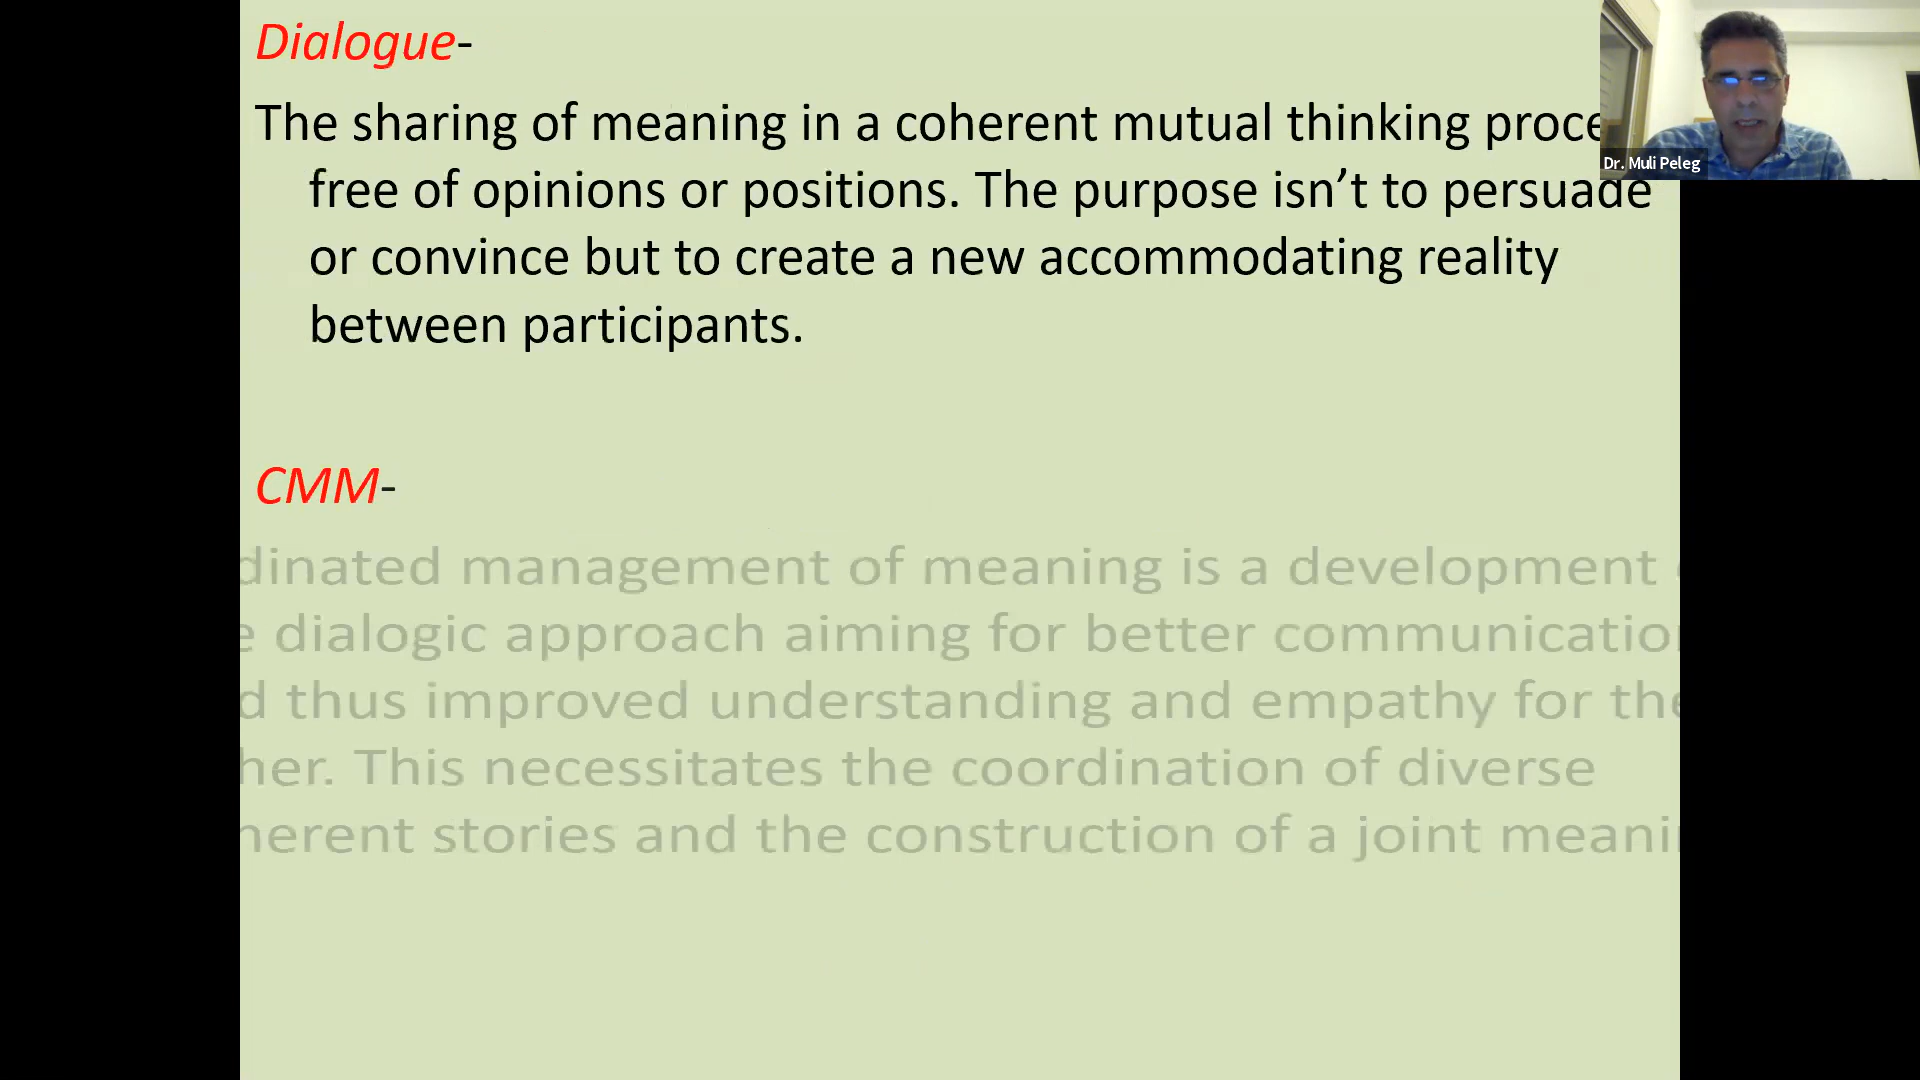 Dialogue-
The sharing of meaning in a coherent mutual thinking proce
free of opinions or positions. The purpose isn’t to persuade
or convince but to create a new accommodating reality
between participants.
CMM-
dinated management of meaning is a development
e dialogic approach aiming for better communication
d thus improved understanding and empathy for the
her. This necessitates the coordination of diverse
herent stories and the construction of a joint meani
Dr. Muli Peleg